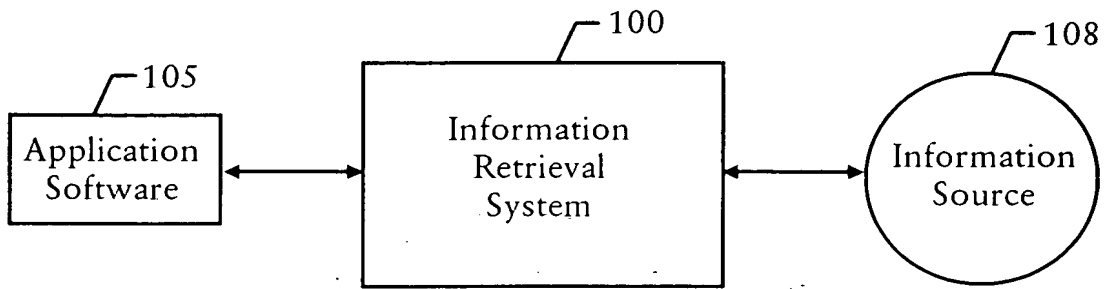 100
108
105
Application
Software
Information
Retrieval
System
Information
Source